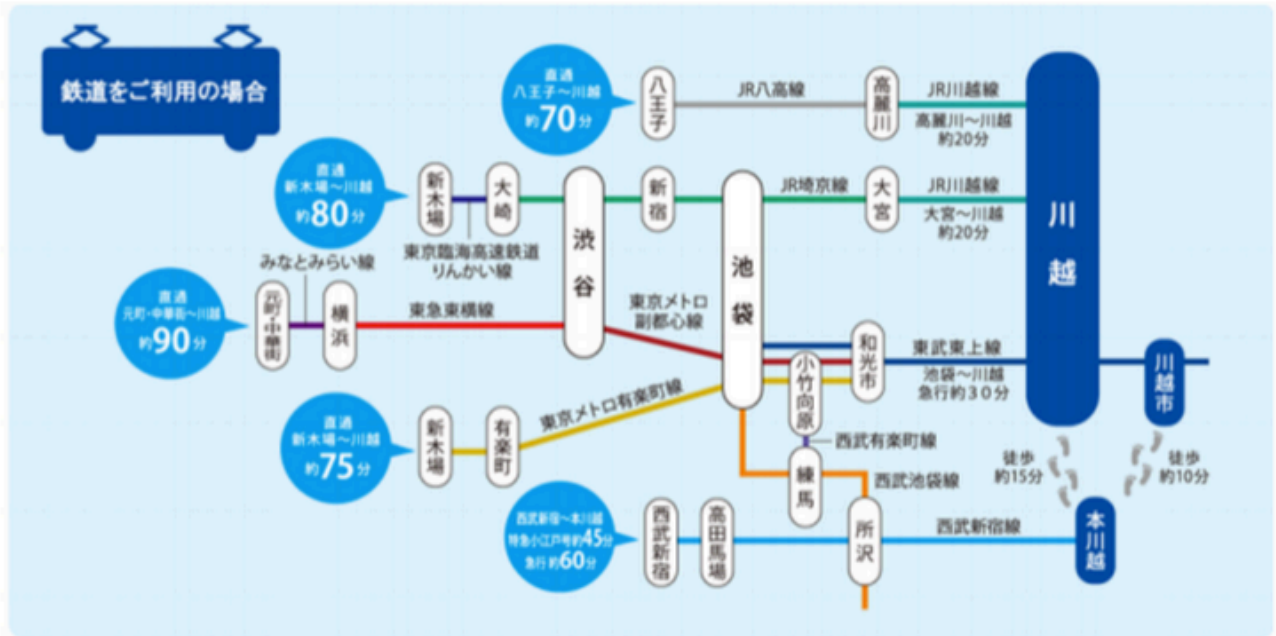 鉄道をご利用の場合
直通
八王子～川越
約70分
八王子
JR八高線
高麗川
JR川越線
高麗川～川越
約20分
直通
新木場～川越
約80分
新木場
大崎
東京臨海高速鉄道
りんかい線
渋谷
新宿
池袋
JR埼京線
大宮
JR川越線
大宮～川越
約20分
川越
みなとみらい線
直通
元町・中華街～川越
約90分
元町・中華街
横浜
東急東横線
東京メトロ
副都心線
小竹向原
和光市
東武東上線
池袋～川越
急行約30分
川越市
直通
新木場～川越
約75分
新木場
有楽町
東京メトロ有楽町線
西武有楽町線
練馬
西武池袋線
徒歩
約15分
徒歩
約10分
西武新宿～本川越
特急小江戸号約45分
急行 約60分
西武新宿
高田馬場
所沢
西武新宿線
本川越